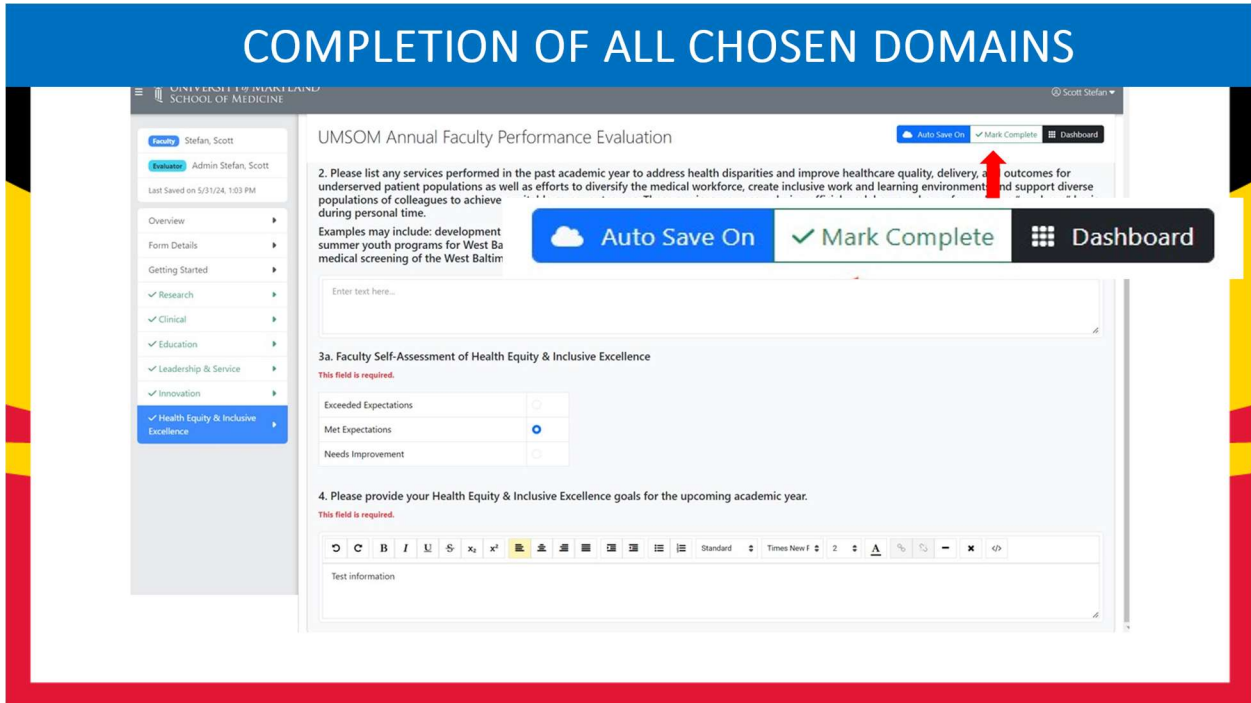 COMPLETION OF ALL CHOSEN DOMAINS
UNIVERSITY of MARYLAND
SCHOOL OF MEDICINE
Scott Stefan
Faculty Stefan, Scott
Evaluator Admin Stefan, Scott
Last Saved on 5/31/24, 1:03 PM
Overview
Form Details
Getting Started
Research
Clinical
Education
Leadership & Service
Innovation
Health Equity & Inclusive
Excellence
UMSOM Annual Faculty Performance Evaluation
Auto Save On Mark Complete Dashboard
2. Please list any services performed in the past academic year to address health disparities and improve healthcare quality, delivery, outcomes for
underserved patient populations as well as efforts to diversify the medical workforce, create inclusive work and learning environment and support diverse
populations of colleagues to achieve
during personal time.
Examples may include: development
summer youth programs for West Ba
medical screening of the West Baltim
Auto Save On Mark Complete Dashboard
Enter text here...
3a. Faculty Self-Assessment of Health Equity & Inclusive Excellence
This field is required.
Exceeded Expectations
Met Expectations
Needs Improvement
4. Please provide your Health Equity & Inclusive Excellence goals for the upcoming academic year.
This field is required.
B I U S x₂ x² Standard Times New F 2 A </>
Test information